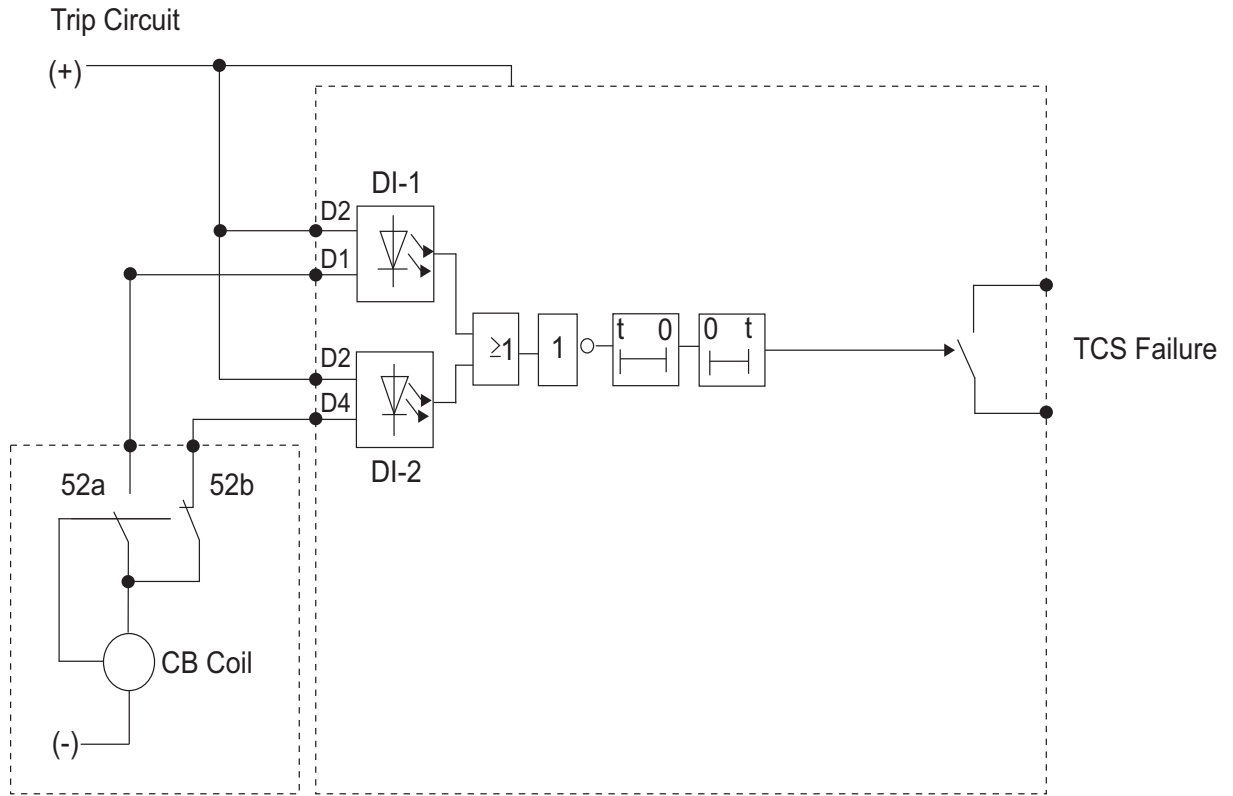 Trip Circuit
(+)
DI-1
D2
D1
D2
D4
DI-2
≥1
1
t 0
0 t
TCS Failure
52a
52b
CB Coil
(-)